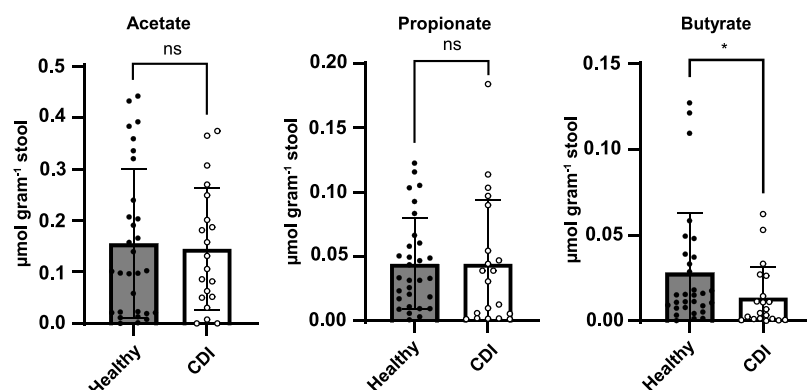 Acetate
ns
µmol gram⁻¹ stool
0.5
0.4
0.3
0.2
0.1
0.0
Healthy
CDI
Propionate
ns
µmol gram⁻¹ stool
0.20
0.15
0.10
0.05
0.00
Healthy
CDI
Butyrate
*
µmol gram⁻¹ stool
0.15
0.10
0.05
0.00
Healthy
CDI